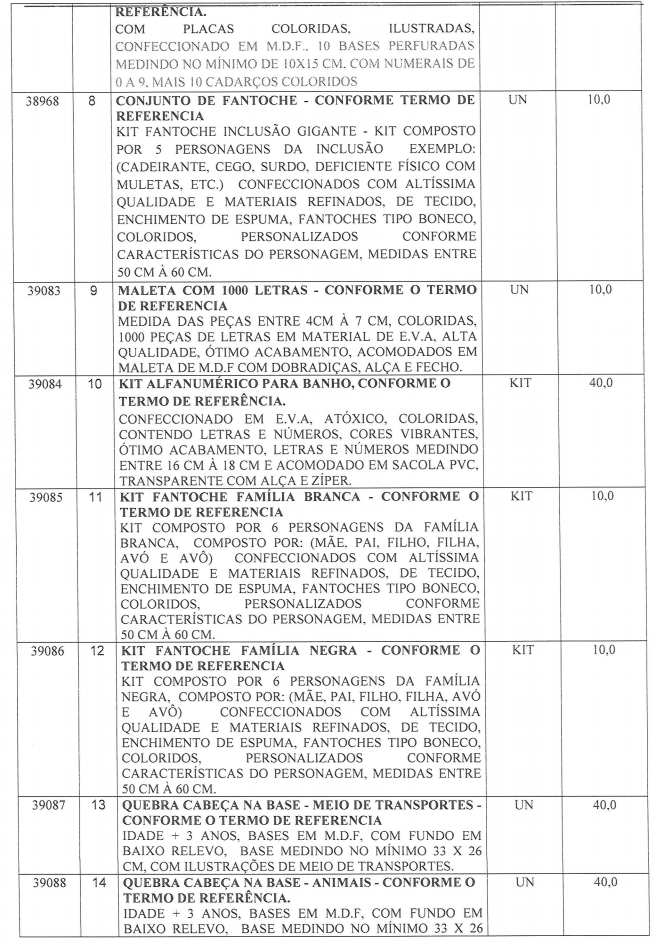 REFERÊNCIA.
COM PLACAS COLORIDAS, ILUSTRADAS,
CONFECCIONADO EM M.D.F., 10 BASES PERFURADAS
MEDINDO NO MÍNIMO DE 10X15 CM, COM NUMERAIS DE
0 A 9, MAIS 10 CADARÇOS COLORIDOS
38968 8 CONJUNTO DE FANTOCHE - CONFORME TERMO DE UN 10,0
REFERENCIA
KIT FANTOCHE INCLUSÃO GIGANTE - KIT COMPOSTO
POR 5 PERSONAGENS DA INCLUSÃO EXEMPLO:
(CADEIRANTE, CEGO, SURDO, DEFICIENTE FÍSICO COM
MULETAS, ETC.) CONFECCIONADOS COM ALTÍSSIMA
QUALIDADE E MATERIAIS REFINADOS, DE TECIDO,
ENCHIMENTO DE ESPUMA, FANTOCHES TIPO BONECO,
COLORIDOS, PERSONALIZADOS CONFORME
CARACTERÍSTICAS DO PERSONAGEM, MEDIDAS ENTRE
50 CM À 60 CM.
39083 9 MALETA COM 1000 LETRAS - CONFORME O TERMO UN 10,0
DE REFERENCIA
MEDIDA DAS PEÇAS ENTRE 4CM À 7 CM, COLORIDAS,
1000 PEÇAS DE LETRAS EM MATERIAL DE E.V.A, ALTA
QUALIDADE, ÓTIMO ACABAMENTO, ACOMODADOS EM
MALETA DE M.D.F COM DOBRADIÇAS, ALÇA E FECHO.
39084 10 KIT ALFANUMÉRICO PARA BANHO, CONFORME O KIT 40,0
TERMO DE REFERÊNCIA.
CONFECCIONADO EM E.V.A, ATÓXICO, COLORIDAS,
CONTENDO LETRAS E NÚMEROS, CORES VIBRANTES,
ÓTIMO ACABAMENTO, LETRAS E NÚMEROS MEDINDO
ENTRE 16 CM À 18 CM E ACOMODADO EM SACOLA PVC,
TRANSPARENTE COM ALÇA E ZÍPER.
39085 11 KIT FANTOCHE FAMÍLIA BRANCA - CONFORME O KIT 10,0
TERMO DE REFERENCIA
KIT COMPOSTO POR 6 PERSONAGENS DA FAMÍLIA
BRANCA, COMPOSTO POR: (MÃE, PAI, FILHO, FILHA,
AVÓ E AVÔ) CONFECCIONADOS COM ALTÍSSIMA
QUALIDADE E MATERIAIS REFINADOS, DE TECIDO,
ENCHIMENTO DE ESPUMA, FANTOCHES TIPO BONECO,
COLORIDOS, PERSONALIZADOS CONFORME
CARACTERÍSTICAS DO PERSONAGEM, MEDIDAS ENTRE
50 CM À 60 CM.
39086 12 KIT FANTOCHE FAMÍLIA NEGRA - CONFORME O KIT 10,0
TERMO DE REFERENCIA
KIT COMPOSTO POR 6 PERSONAGENS DA FAMÍLIA
NEGRA, COMPOSTO POR: (MÃE, PAI, FILHO, FILHA, AVÓ
E AVÔ) CONFECCIONADOS COM ALTÍSSIMA
QUALIDADE E MATERIAIS REFINADOS, DE TECIDO,
ENCHIMENTO DE ESPUMA, FANTOCHES TIPO BONECO,
COLORIDOS, PERSONALIZADOS CONFORME
CARACTERÍSTICAS DO PERSONAGEM, MEDIDAS ENTRE
50 CM À 60 CM.
39087 13 QUEBRA CABEÇA NA BASE - MEIO DE TRANSPORTES - UN 40,0
CONFORME O TERMO DE REFERENCIA
IDADE + 3 ANOS, BASES EM M.D.F, COM FUNDO EM
BAIXO RELEVO, BASE MEDINDO NO MÍNIMO 33 X 26
CM, COM ILUSTRAÇÕES DE MEIO DE TRANSPORTES.
39088 14 QUEBRA CABEÇA NA BASE - ANIMAIS - CONFORME O UN 40,0
TERMO DE REFERÊNCIA.
IDADE + 3 ANOS, BASES EM M.D.F, COM FUNDO EM
BAIXO RELEVO, BASE MEDINDO NO MÍNIMO 33 X 26